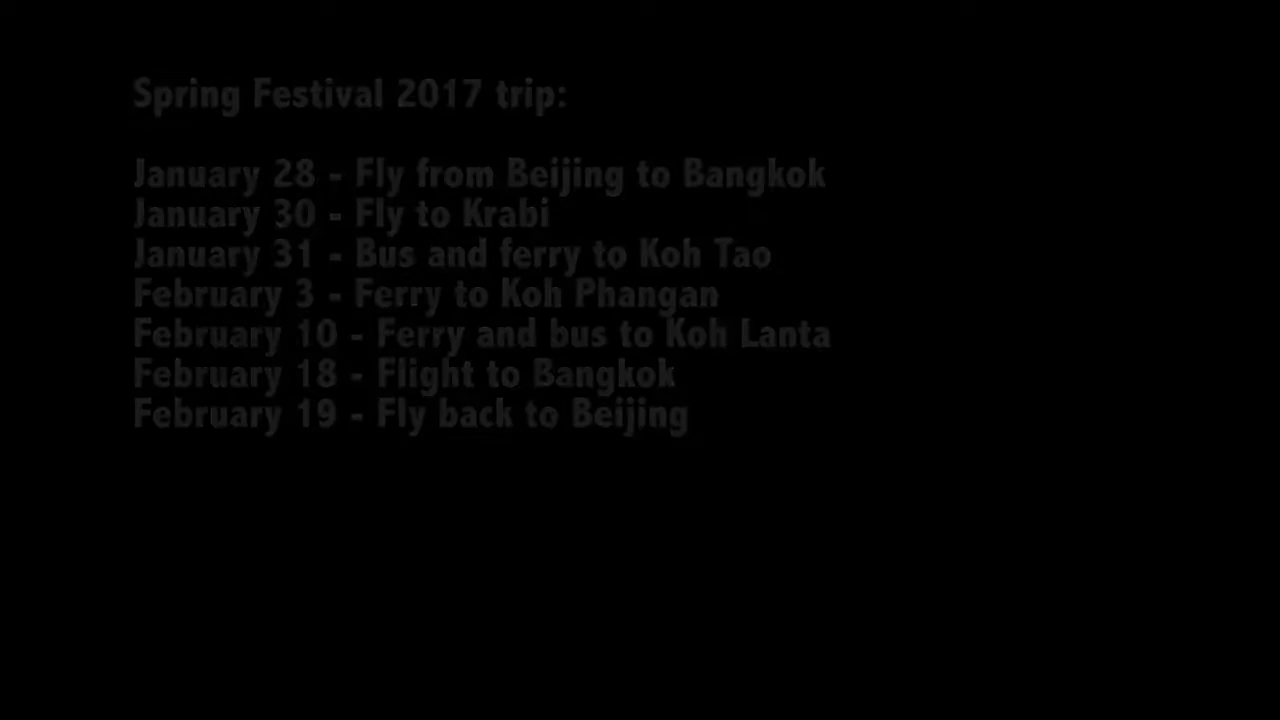 Spring Festival 2017 trip:
January 28 - Fly from Beijing to Bangkok
January 30 - Fly to Krabi
January 31 - Bus and ferry to Koh Tao
February 3 - Ferry to Koh Phangan
February 10 - Ferry and bus to Koh Lanta
February 18 - Flight to Bangkok
February 19 - Fly back to Beijing